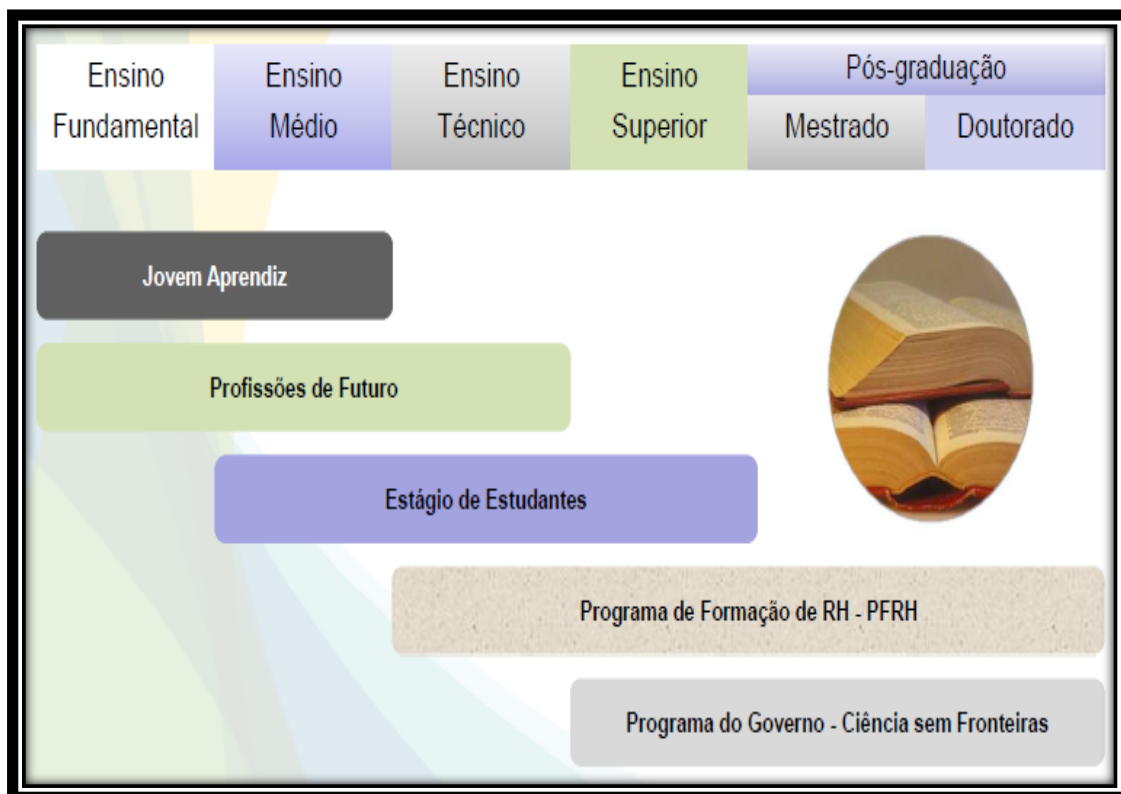 Ensino Fundamental
Ensino Médio
Ensino Técnico
Ensino Superior
Pós-graduação
Mestrado
Doutorado
Jovem Aprendiz
Profissões de Futuro
Estágio de Estudantes
Programa de Formação de RH - PFRH
Programa do Governo - Ciência sem Fronteiras